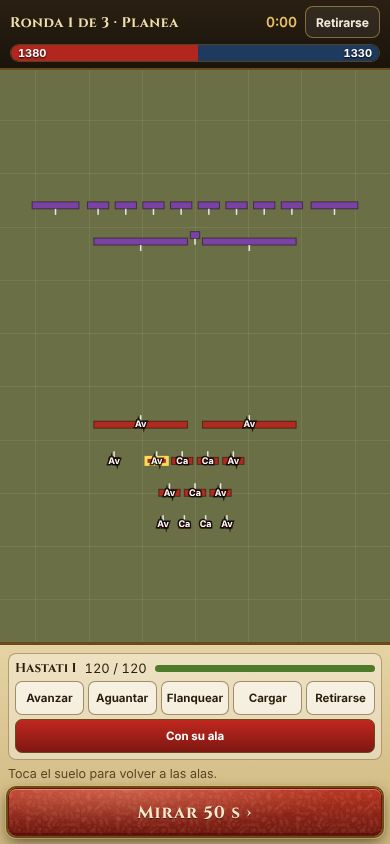 Ronda 1 de 3 · Planea 0:00 Retirarse
1380 1330
Av Av
Av Av Ca Ca Av
Av Ca Av
Av Ca Ca Av
Hastati I 120 / 120
Avanzar Aguantar Flanquear Cargar Retirarse
Con su ala
Toca el suelo para volver a las alas.
Mirar 50 s ›